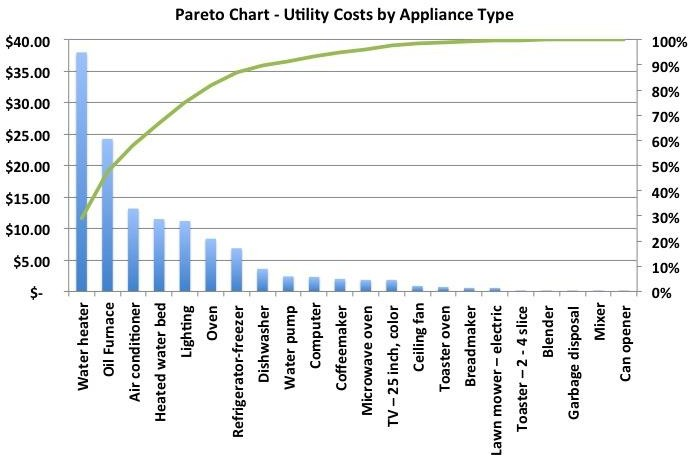 Pareto Chart - Utility Costs by Appliance Type
$40.00
$35.00
$30.00
$25.00
$20.00
$15.00
$10.00
$5.00
$-
100%
90%
80%
70%
60%
50%
40%
30%
20%
10%
0%
Water heater
Oil Furnace
Air conditioner
Heated water bed
Lighting
Oven
Refrigerator-freezer
Dishwasher
Water pump
Computer
Coffeemaker
Microwave oven
TV – 25 inch, color
Ceiling fan
Toaster oven
Breadmaker
Lawn mower – electric
Toaster – 2 - 4 slice
Blender
Garbage disposal
Mixer
Can opener